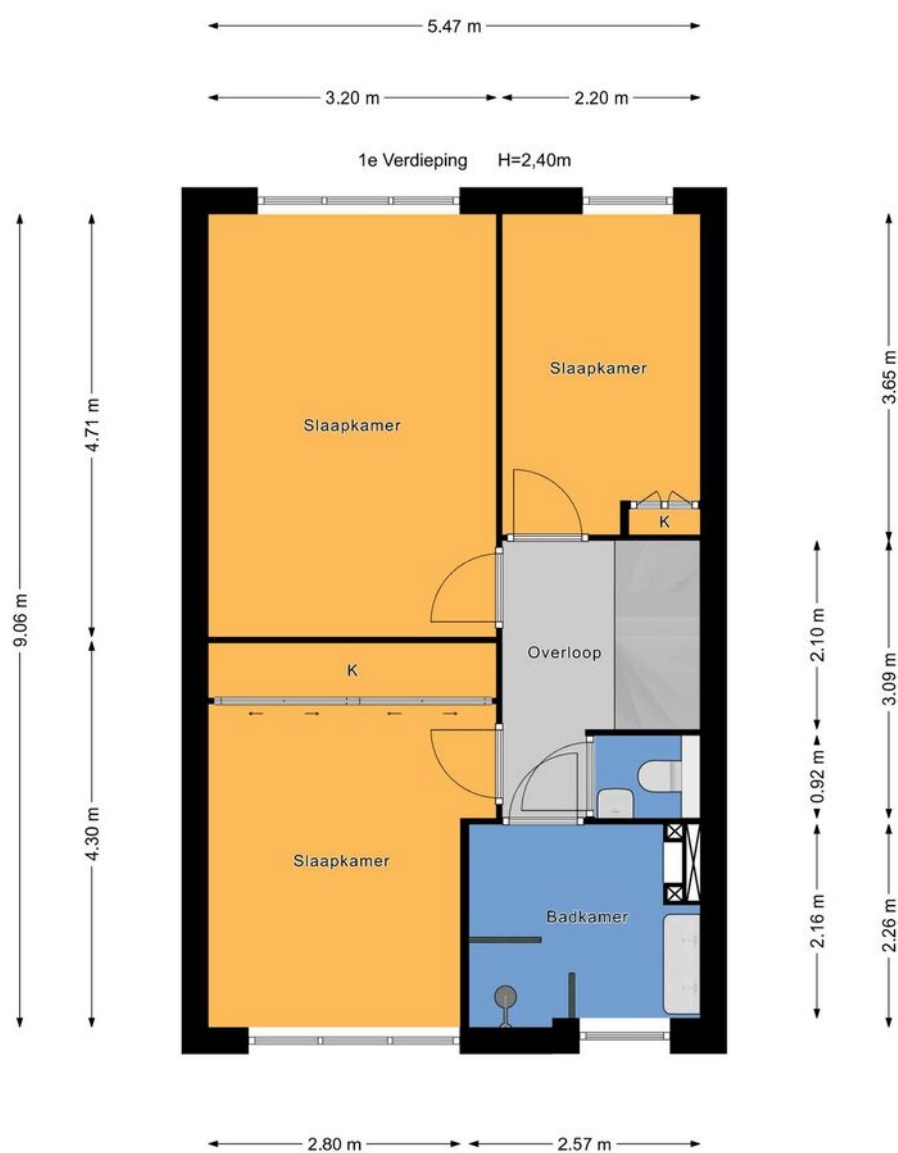 5.47 m
3.20 m
2.20 m
1e Verdieping H=2,40m
9.06 m
4.71 m
4.30 m
Slaapkamer
Slaapkamer
K
K
Overloop
Slaapkamer
Badkamer
2.10 m
0.92 m
2.16 m
3.65 m
3.09 m
2.26 m
2.80 m
2.57 m